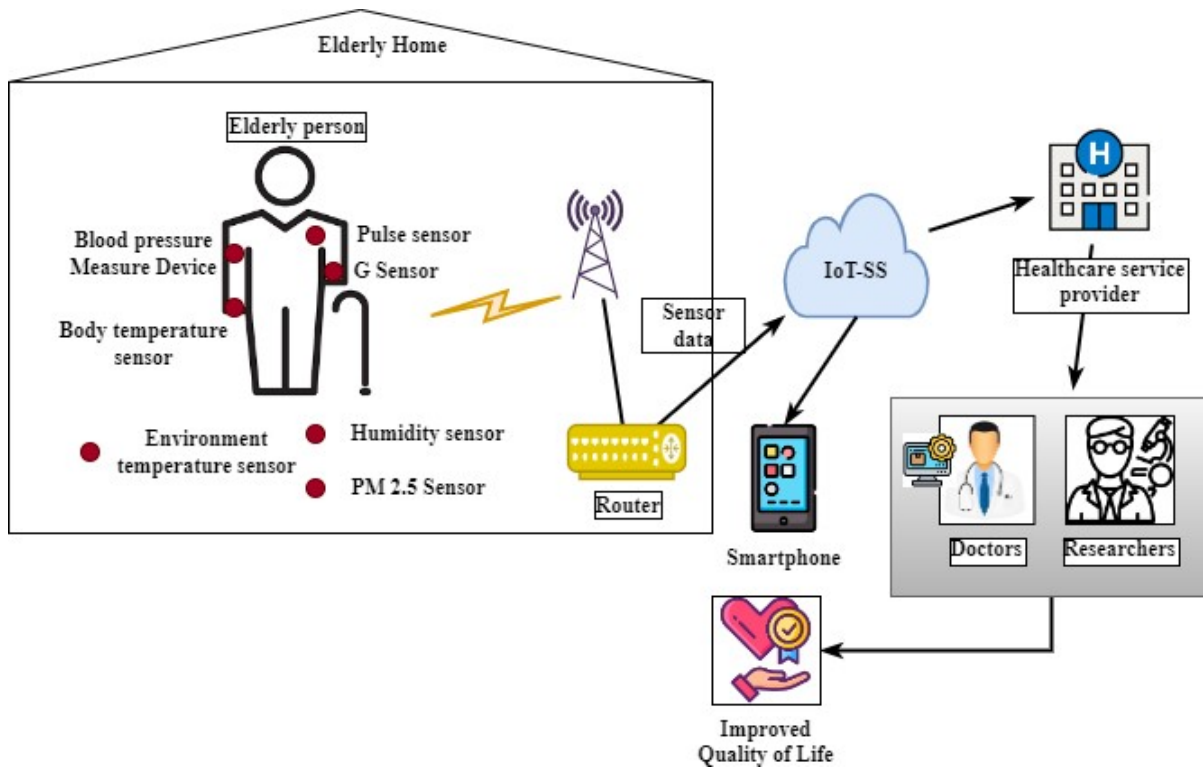 Elderly Home
Elderly person
Blood pressure
Measure Device
Pulse sensor
G Sensor
Body temperature
sensor
Environment
temperature sensor
Humidity sensor
PM 2.5 Sensor
Router
Sensor
data
IoT-SS
Smartphone
H
Healthcare service
provider
Doctors
Researchers
Improved
Quality of Life